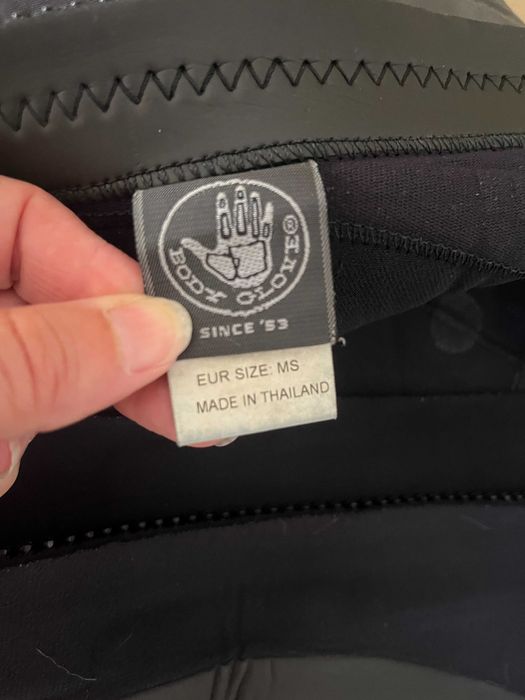 BODY GLOVE®
SINCE '53
EUR SIZE: MS
MADE IN THAILAND